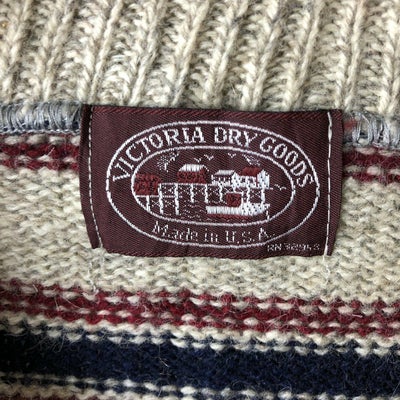 VICTORIA DRY GOODS
Made in U.S.A.
RN 32953